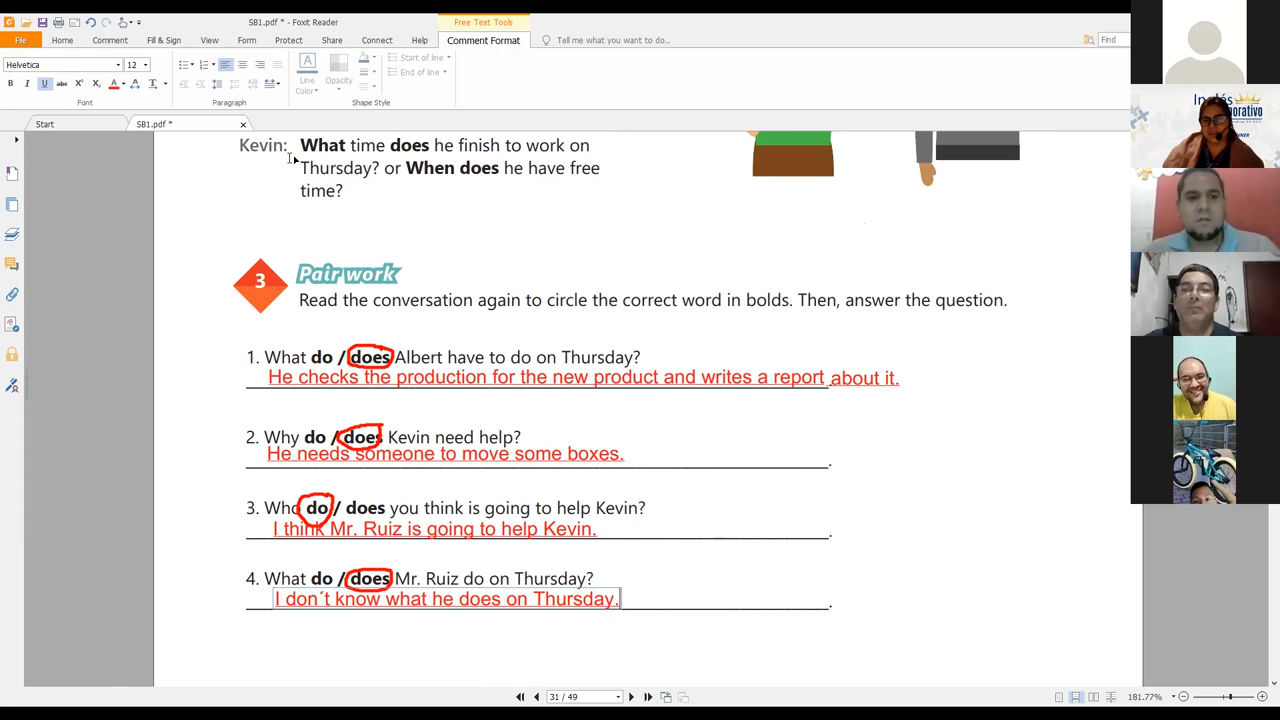 SB1.pdf * - Foxit Reader
Free Text Tools
File Home Comment Fill & Sign View Form Protect Share Connect Help Comment Format Tell me what you want to do.. Find
Helvetica 12
Start of line
End of line
Line Color
Opacity
Font Paragraph Shape Style
Start SB1.pdf *
Kevin: What time does he finish to work on
Thursday? or When does he have free
time?
3 Pair work
Read the conversation again to circle the correct word in bolds. Then, answer the question.
1. What do / does Albert have to do on Thursday?
He checks the production for the new product and writes a report about it.
2. Why do / does Kevin need help?
He needs someone to move some boxes.
3. Who do / does you think is going to help Kevin?
I think Mr. Ruiz is going to help Kevin.
4. What do / does Mr. Ruiz do on Thursday?
I don´t know what he does on Thursday.
31 / 49
181.77%
Inglés